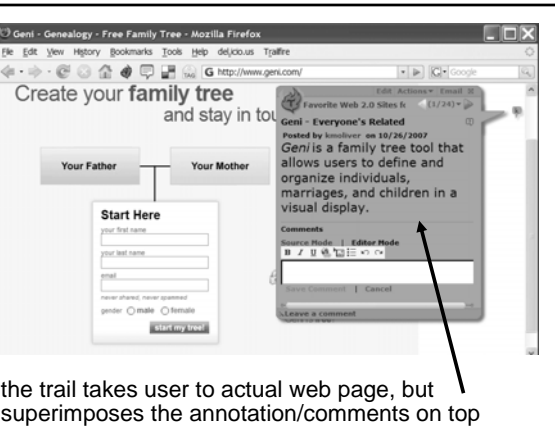 Geni - Genealogy - Free Family Tree - Mozilla Firefox
File Edit View History Bookmarks Tools Help del.icio.us Trailfire
TAG G http://www.geni.com/ Google
Create your family tree
and stay in tou
Your Father
Your Mother
Start Here
your first name
your last name
email
never shared, never spammed
gender male female
start my tree!
Edit Actions Email
Favorite Web 2.0 Sites fo (1/24)
Geni - Everyone's Related
Posted by kmoliver on 10/26/2007
Geni is a family tree tool that
allows users to define and
organize individuals,
marriages, and children in a
visual display.
Comments
Source Mode | Editor Mode
B I U
Save Comment | Cancel
Leave a comment
the trail takes user to actual web page, but
superimposes the annotation/comments on top